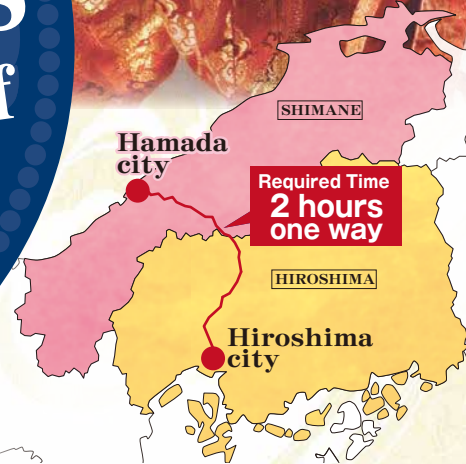 s
f
SHIMANE
Hamada
city
Required Time
2 hours
one way
HIROSHIMA
Hiroshima
city